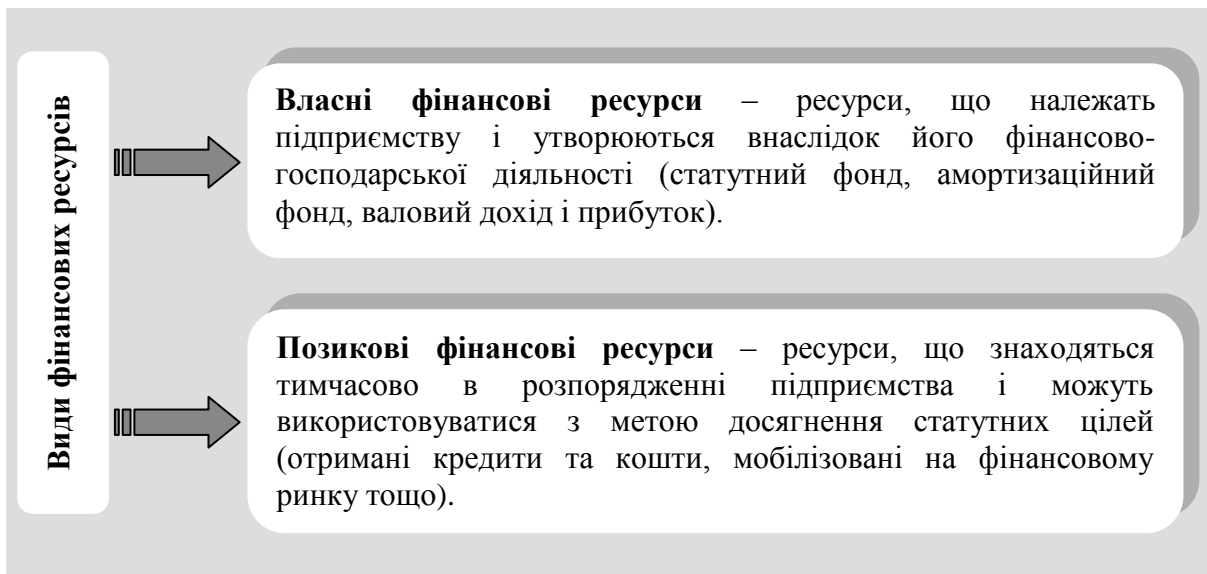 Види фінансових ресурсів
Власні фінансові ресурси – ресурси, що належать
підприємству і утворюються внаслідок його фінансово-
господарської діяльності (статутний фонд, амортизаційний
фонд, валовий дохід і прибуток).
Позикові фінансові ресурси – ресурси, що знаходяться
тимчасово в розпорядженні підприємства і можуть
використовуватися з метою досягнення статутних цілей
(отримані кредити та кошти, мобілізовані на фінансовому
ринку тощо).